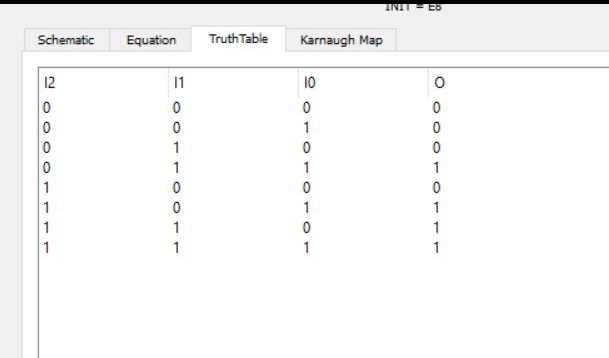 INIT = E8
Schematic Equation TruthTable Karnaugh Map
I2 I1 I0 O
0 0 0 0
0 0 1 0
0 1 0 0
0 1 1 1
1 0 0 0
1 0 1 1
1 1 0 1
1 1 1 1